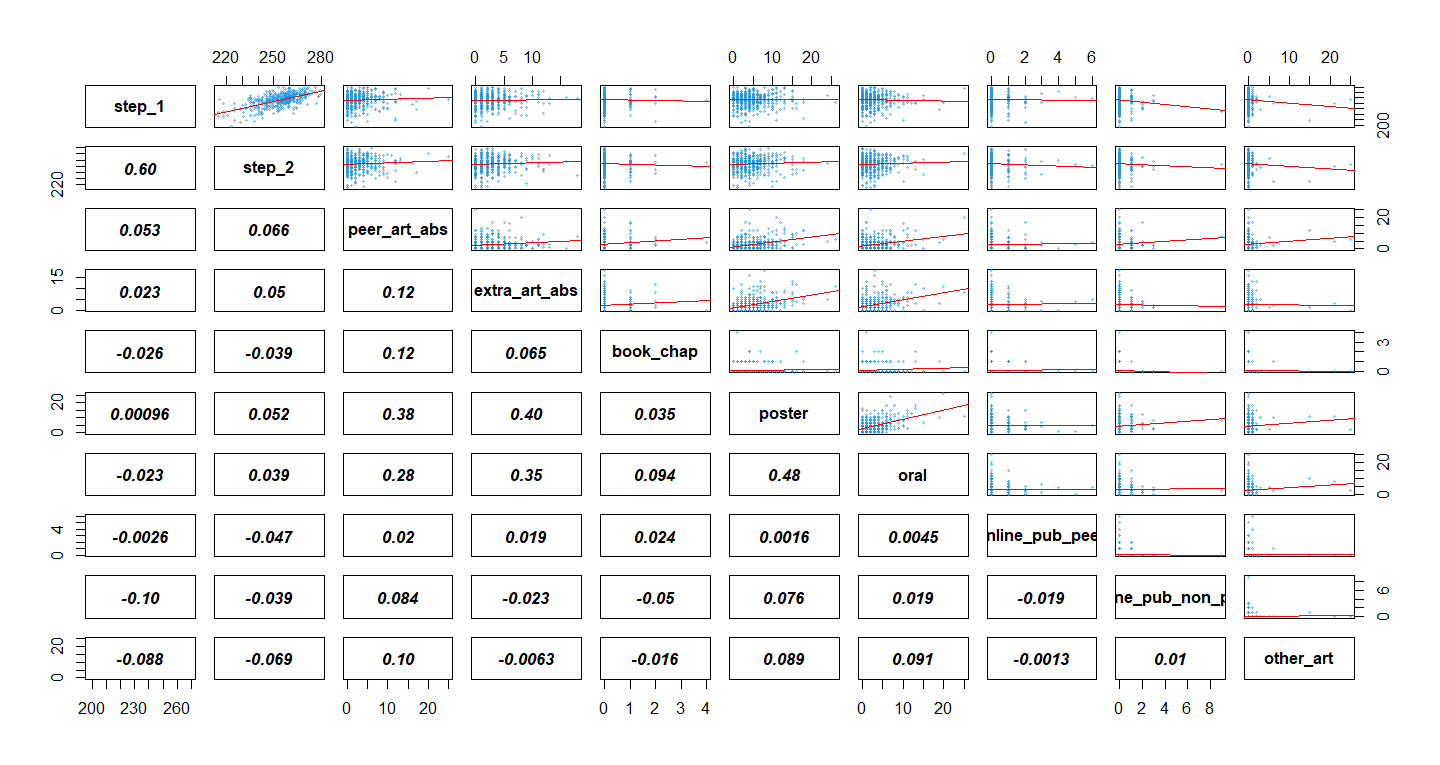 220 250 280 0 5 10 0 10 20 0 2 4 6 0 10 20
step_1
200
0.60 step_2
220
0.053 0.066 peer_art_abs
0 20
0.023 0.05 0.12 extra_art_abs
0 15
-0.026 -0.039 0.12 0.065 book_chap
0 3
0.00096 0.052 0.38 0.40 0.035 poster
0 20
-0.023 0.039 0.28 0.35 0.094 0.48 oral
0 20
-0.0026 -0.047 0.02 0.019 0.024 0.0016 0.0045 nline_pub_pee
0 4
-0.10 -0.039 0.084 -0.023 -0.05 0.076 0.019 -0.019 ne_pub_non_p
0 6
-0.088 -0.069 0.10 -0.0063 -0.016 0.089 0.091 -0.0013 0.01 other_art
0 20
200 230 260 0 10 20 0 1 2 3 4 0 10 20 0 2 4 6 8